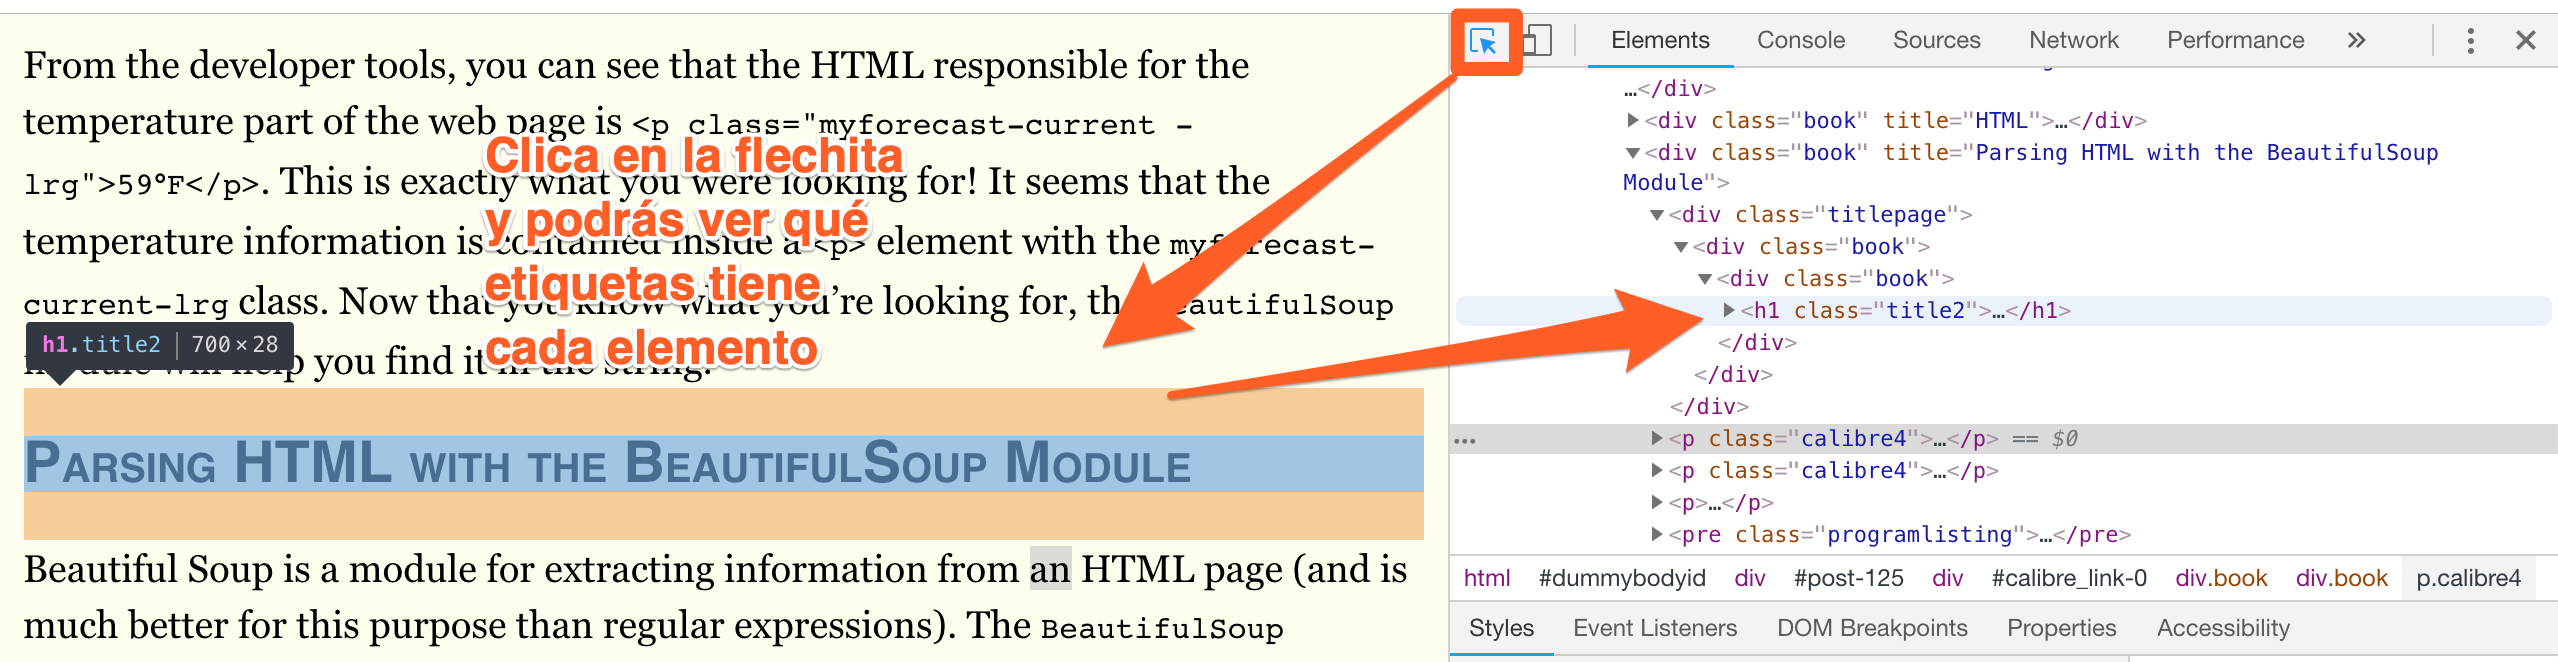 From the developer tools, you can see that the HTML responsible for the
temperature part of the web page is <p class="myforecast-current -
lrg">59°F</p>. This is exactly what you were looking for! It seems that the
temperature information is contained inside a <p> element with the myforecast-
current-lrg class. Now that you know what you're looking for, the BeautifulSoup
module will help you find it in the string.
Clica en la flechita
y podrás ver qué
etiquetas tiene
cada elemento
h1.title2 | 700 × 28
Parsing HTML with the BeautifulSoup Module
Beautiful Soup is a module for extracting information from an HTML page (and is
much better for this purpose than regular expressions). The BeautifulSoup
Elements Console Sources Network Performance »
…</div>
<div class="book" title="HTML">…</div>
<div class="book" title="Parsing HTML with the BeautifulSoup
Module">
<div class="titlepage">
<div class="book">
<div class="book">
<h1 class="title2">…</h1>
</div>
</div>
</div>
<p class="calibre4">…</p> == $0
<p class="calibre4">…</p>
<p>…</p>
<pre class="programlisting">…</pre>
html #dummybodyid div #post-125 div #calibre_link-0 div.book div.book p.calibre4
Styles Event Listeners DOM Breakpoints Properties Accessibility